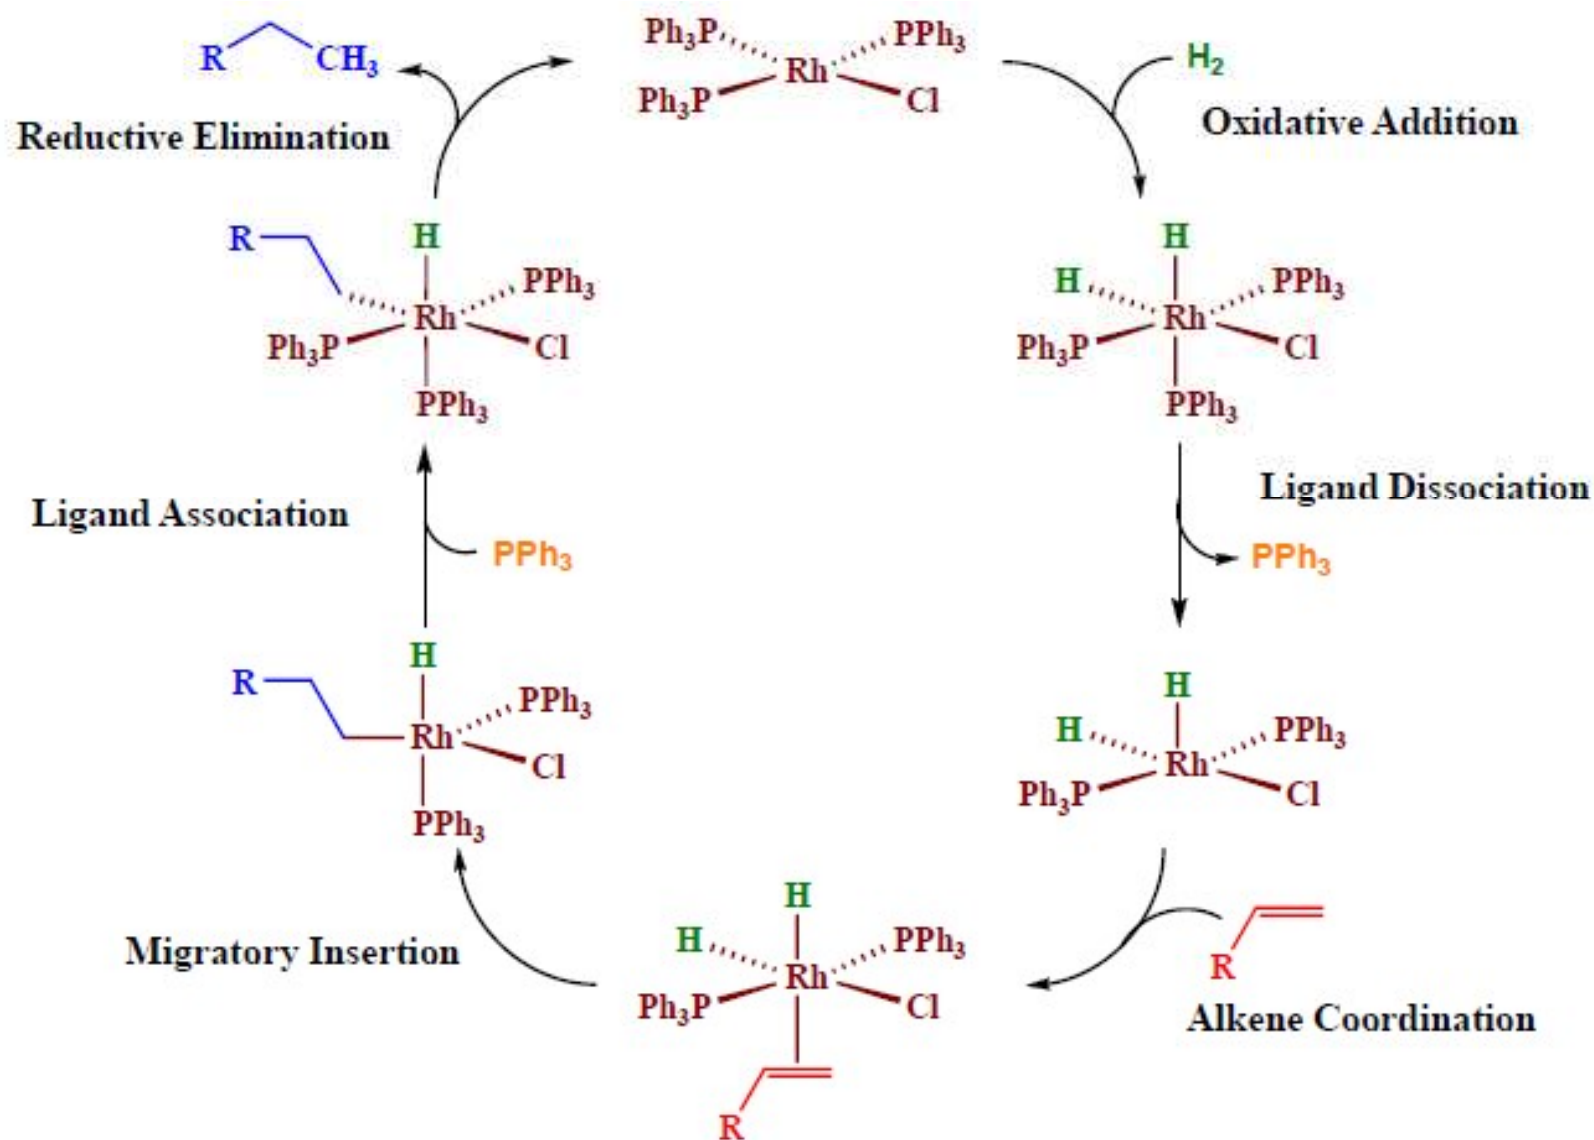 R CH₃
Reductive Elimination
Ph₃P PPh₃
Rh
Ph₃P Cl
H₂
Oxidative Addition
H
H PPh₃
Rh
Ph₃P Cl
PPh₃
Ligand Dissociation
PPh₃
H
H PPh₃
Rh
Ph₃P Cl
R
Alkene Coordination
H
H PPh₃
Rh
Ph₃P Cl
R
Migratory Insertion
H
R PPh₃
Rh
Cl
PPh₃
Ligand Association
PPh₃
H
R PPh₃
Rh
Ph₃P Cl
PPh₃